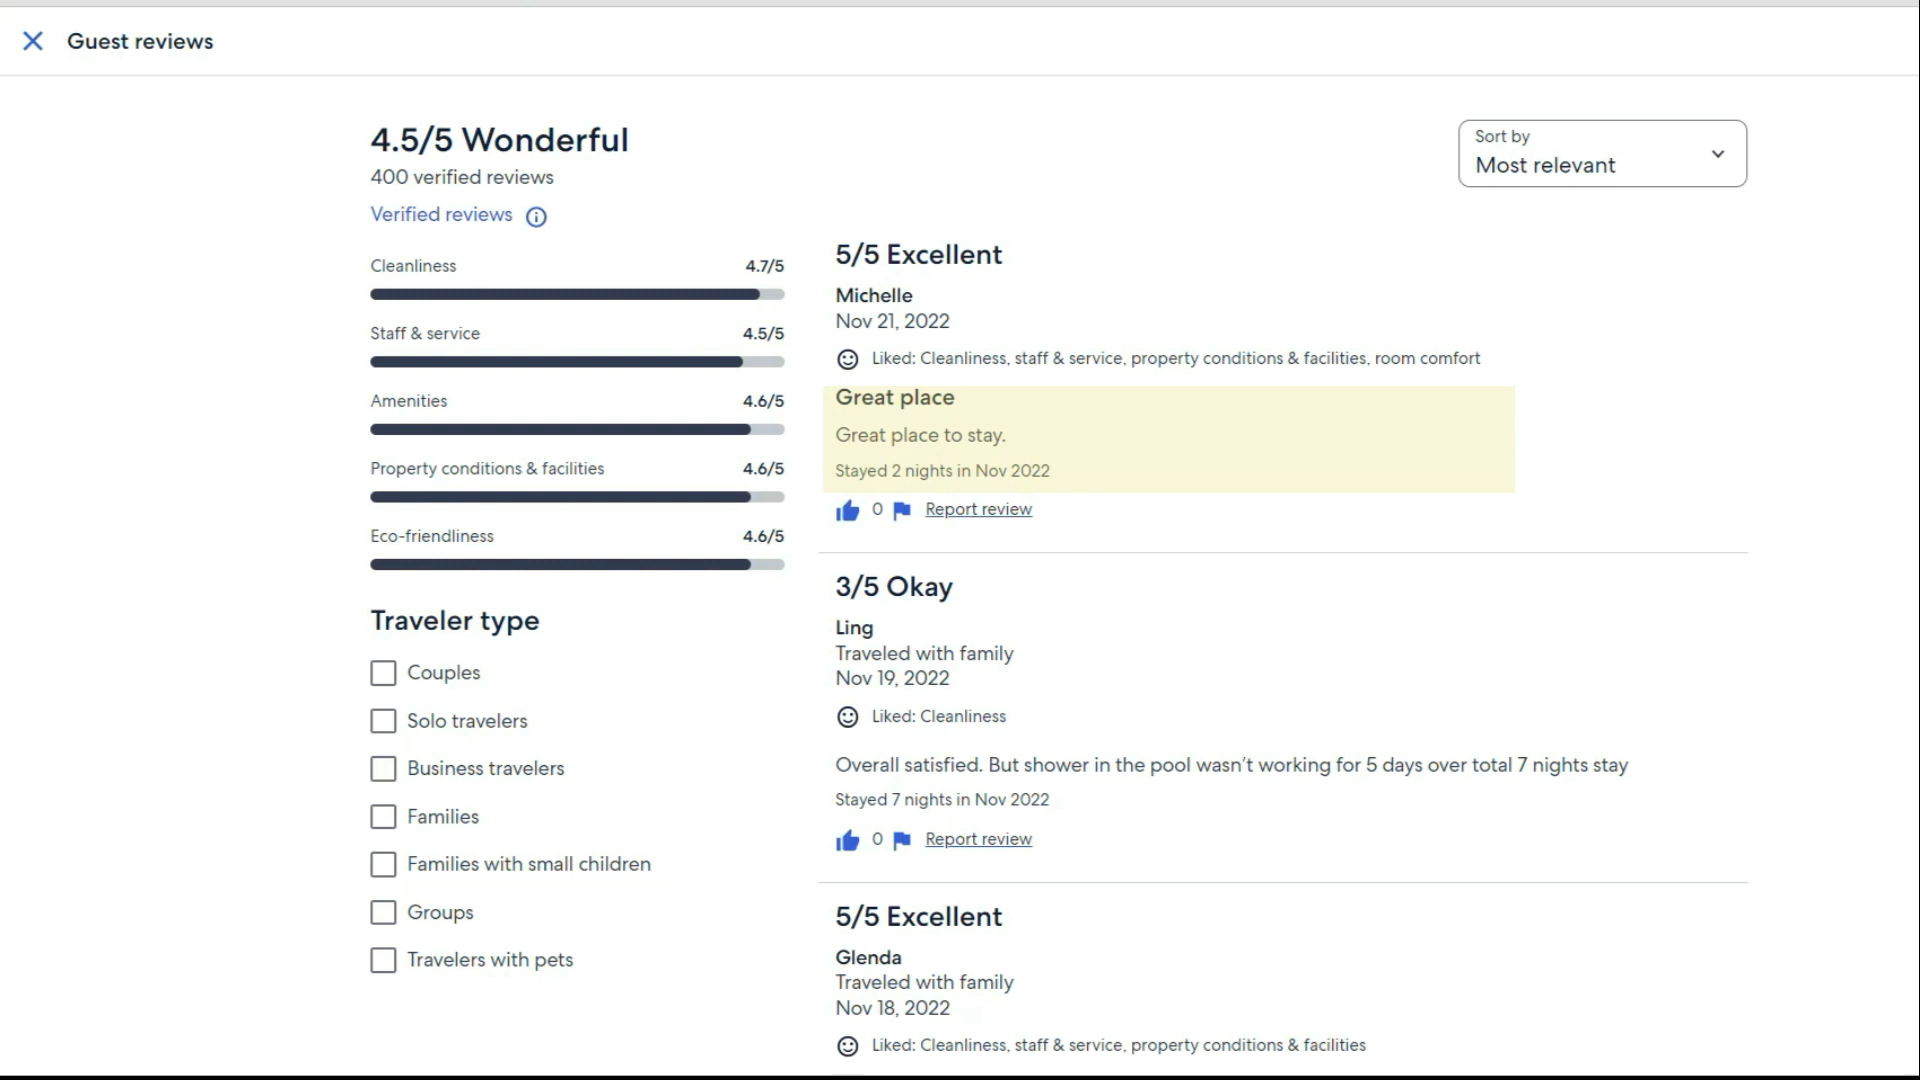 Guest reviews
4.5/5 Wonderful
400 verified reviews
Verified reviews
Sort by
Most relevant
Cleanliness 4.7/5
Staff & service 4.5/5
Amenities 4.6/5
Property conditions & facilities 4.6/5
Eco-friendliness 4.6/5
Traveler type
Couples
Solo travelers
Business travelers
Families
Families with small children
Groups
Travelers with pets
5/5 Excellent
Michelle
Nov 21, 2022
Liked: Cleanliness, staff & service, property conditions & facilities, room comfort
Great place
Great place to stay.
Stayed 2 nights in Nov 2022
0 Report review
3/5 Okay
Ling
Traveled with family
Nov 19, 2022
Liked: Cleanliness
Overall satisfied. But shower in the pool wasn't working for 5 days over total 7 nights stay
Stayed 7 nights in Nov 2022
0 Report review
5/5 Excellent
Glenda
Traveled with family
Nov 18, 2022
Liked: Cleanliness, staff & service, property conditions & facilities